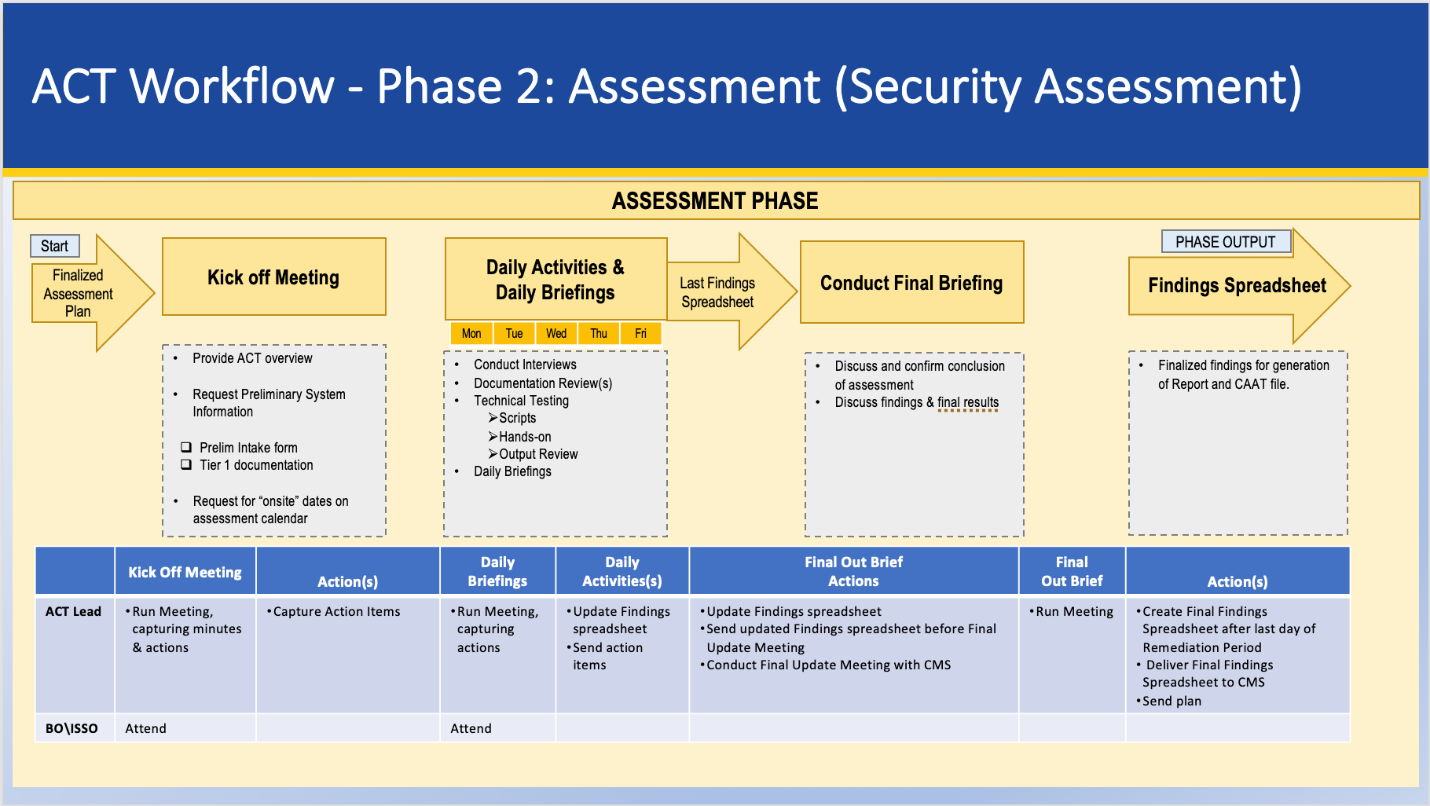 ACT Workflow - Phase 2: Assessment (Security Assessment)
ASSESSMENT PHASE
Start
Finalized
Assessment
Plan
Kick off Meeting
• Provide ACT overview
• Request Preliminary System
Information
❑ Prelim Intake form
❑ Tier 1 documentation
• Request for “onsite” dates on
assessment calendar
Daily Activities &
Daily Briefings
Mon Tue Wed Thu Fri
• Conduct Interviews
• Documentation Review(s)
• Technical Testing
➢Scripts
➢Hands-on
➢Output Review
• Daily Briefings
Last Findings
Spreadsheet
Conduct Final Briefing
• Discuss and confirm conclusion
of assessment
• Discuss findings & final results
PHASE OUTPUT
Findings Spreadsheet
• Finalized findings for generation
of Report and CAAT file.
Kick Off Meeting
Action(s)
Daily
Briefings
Daily
Activities(s)
Final Out Brief
Actions
Final
Out Brief
Action(s)
ACT Lead
•Run Meeting,
capturing minutes
& actions
•Capture Action Items
•Run Meeting,
capturing
actions
•Update Findings
spreadsheet
•Send action
items
•Update Findings spreadsheet
•Send updated Findings spreadsheet before Final
Update Meeting
•Conduct Final Update Meeting with CMS
•Run Meeting
•Create Final Findings
Spreadsheet after last day of
Remediation Period
• Deliver Final Findings
Spreadsheet to CMS
•Send plan
BO\ISSO
Attend
Attend